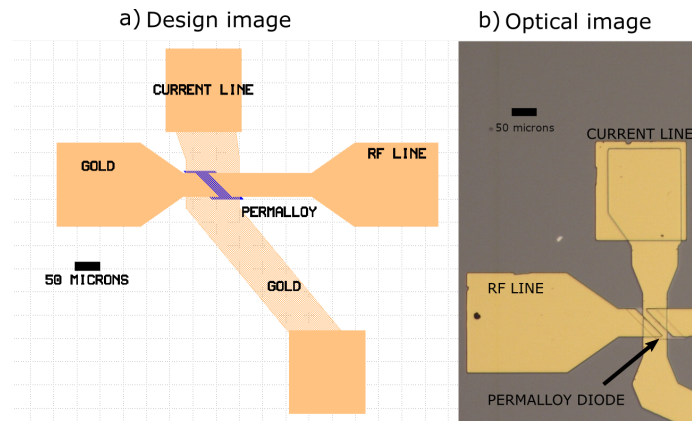 a) Design image
CURRENT LINE
GOLD
RF LINE
PERMALLOY
50 MICRONS
GOLD
b) Optical image
50 microns
CURRENT LINE
RF LINE
PERMALLOY DIODE